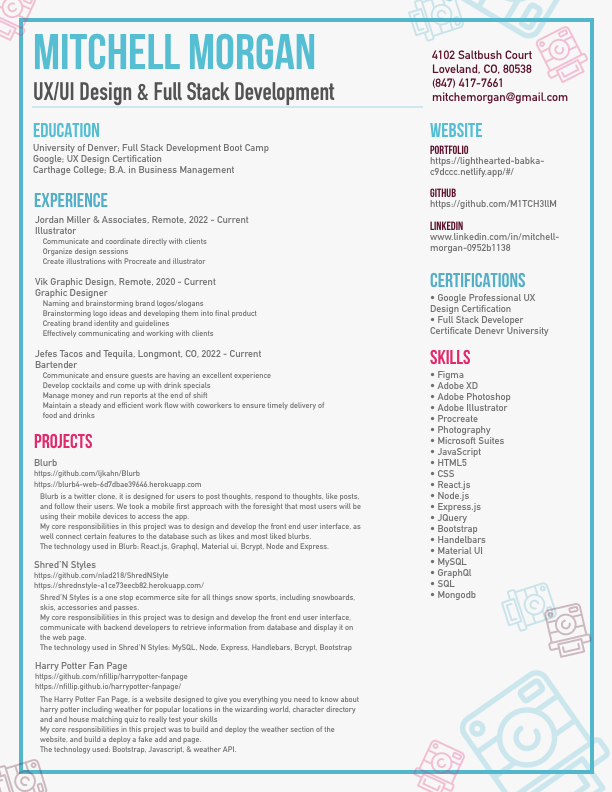 MITCHELL MORGAN
UX/UI Design & Full Stack Development
4102 Saltbush Court
Loveland, CO, 80538
(847) 417-7661
mitchemorgan@gmail.com
EDUCATION
University of Denver; Full Stack Development Boot Camp
Google; UX Design Certification
Carthage College; B.A. in Business Management
EXPERIENCE
Jordan Miller & Associates, Remote, 2022 - Current
Illustrator
Communicate and coordinate directly with clients
Organize design sessions
Create illustrations with Procreate and illustrator
Vik Graphic Design, Remote, 2020 - Current
Graphic Designer
Naming and brainstorming brand logos/slogans
Brainstorming logo ideas and developing them into final product
Creating brand identity and guidelines
Effectively communicating and working with clients
Jefes Tacos and Tequila, Longmont, CO, 2022 - Current
Bartender
Communicate and ensure guests are having an excellent experience
Develop cocktails and come up with drink specials
Manage money and run reports at the end of shift
Maintain a steady and efficient work flow with coworkers to ensure timely delivery of
food and drinks
PROJECTS
Blurb
https://github.com/ljkahn/Blurb
https://blurb4-web-6d7dbae39646.herokuapp.com
Blurb is a twitter clone, it is designed for users to post thoughts, respond to thoughts, like posts,
and follow their users. We took a mobile first approach with the foresight that most users will be
using their mobile devices to access the app.
My core responsibilities in this project was to design and develop the front end user interface, as
well connect certain features to the database such as likes and most liked blurbs.
The technology used in Blurb: React.js, Graphql, Material ui, Bcrypt, Node and Express.
Shred'N Styles
https://github.com/nlad218/ShredNStyle
https://shrednstyle-a1ce73eecb82.herokuapp.com/
Shred'N Styles is a one stop ecommerce site for all things snow sports, including snowboards,
skis, accessories and passes.
My core responsibilities in this project was to design and develop the front end user interface,
communicate with backend developers to retrieve information from database and display it on
the web page.
The technology used in Shred'N Styles: MySQL, Node, Express, Handlebars, Bcrypt, Bootstrap
Harry Potter Fan Page
https://github.com/nfillip/harrypotter-fanpage
https://nfillip.github.io/harrypotter-fanpage/
The Harry Potter Fan Page, is a website designed to give you everything you need to know about
harry potter including weather for popular locations in the wizarding world, character directory
and and house matching quiz to really test your skills
My core responsibilities in this project was to build and deploy the weather section of the
website, and build a deploy a fake add and page.
The technology used: Bootstrap, Javascript, & weather API.
WEBSITE
PORTFOLIO
https://lighthearted-babka-
c9dccc.netlify.app/#/
GITHUB
https://github.com/M1TCH3llM
LINKEDIN
www.linkedin.com/in/mitchell-
morgan-0952b1138
CERTIFICATIONS
• Google Professional UX
Design Certification
• Full Stack Developer
Certificate Denevr University
SKILLS
• Figma
• Adobe XD
• Adobe Photoshop
• Adobe Illustrator
• Procreate
• Photography
• Microsoft Suites
• JavaScript
• HTML5
• CSS
• React.js
• Node.js
• Express.js
• JQuery
• Bootstrap
• Handelbars
• Material UI
• MySQL
• GraphQl
• SQL
• Mongodb